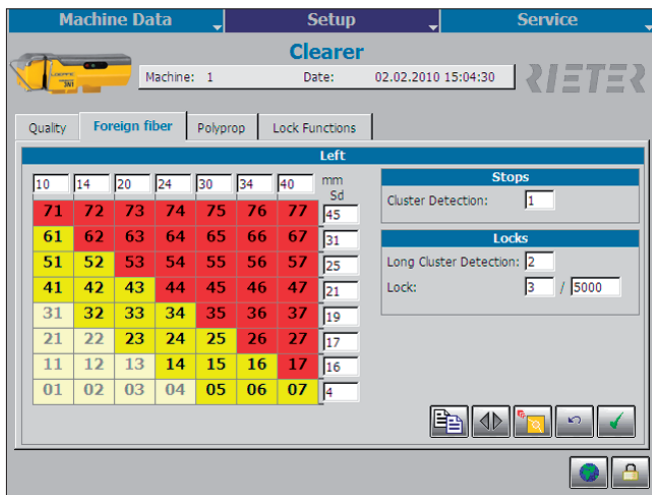 Machine Data Setup Service
Clearer
Machine: 1 Date: 02.02.2010 15:04:30
RIETER
LOEPFE
Quality Foreign fiber Polyprop Lock Functions
Left
10 14 20 24 30 34 40 mm
Sd
71 72 73 74 75 76 77 45
61 62 63 64 65 66 67 31
51 52 53 54 55 56 57 25
41 42 43 44 45 46 47 21
31 32 33 34 35 36 37 19
21 22 23 24 25 26 27 17
11 12 13 14 15 16 17 16
01 02 03 04 05 06 07 4
Stops
Cluster Detection: 1
Locks
Long Cluster Detection: 2
Lock: 3 / 5000